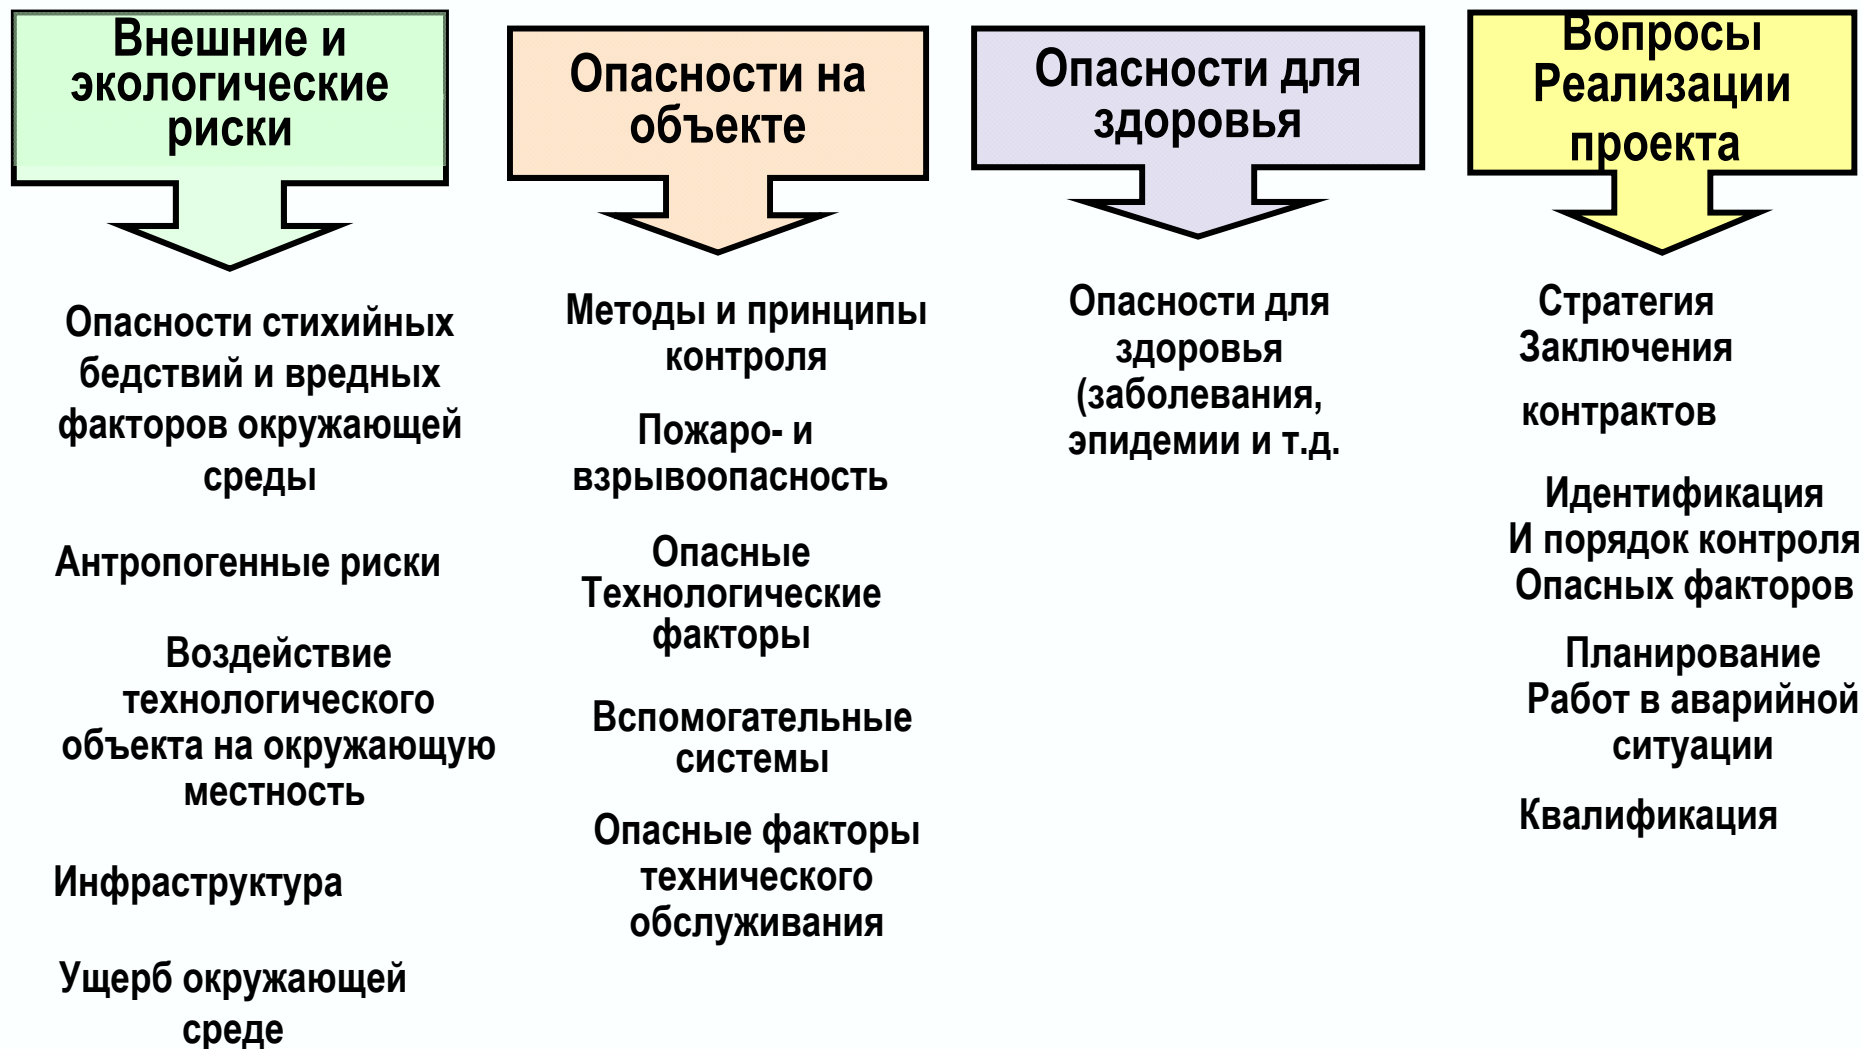 Внешние и
экологические
риски
Опасности стихийных
бедствий и вредных
факторов окружающей
среды
Антропогенные риски
Воздействие
технологического
объекта на окружающую
местность
Инфраструктура
Ущерб окружающей
среде
Опасности на
объекте
Методы и принципы
контроля
Пожаро- и
взрывоопасность
Опасные
Технологические
факторы
Вспомогательные
системы
Опасные факторы
технического
обслуживания
Опасности для
здоровья
Опасности для
здоровья
(заболевания,
эпидемии и т.д.
Вопросы
Реализации
проекта
Стратегия
Заключения
контрактов
Идентификация
И порядок контроля
Опасных факторов
Планирование
Работ в аварийной
ситуации
Квалификация